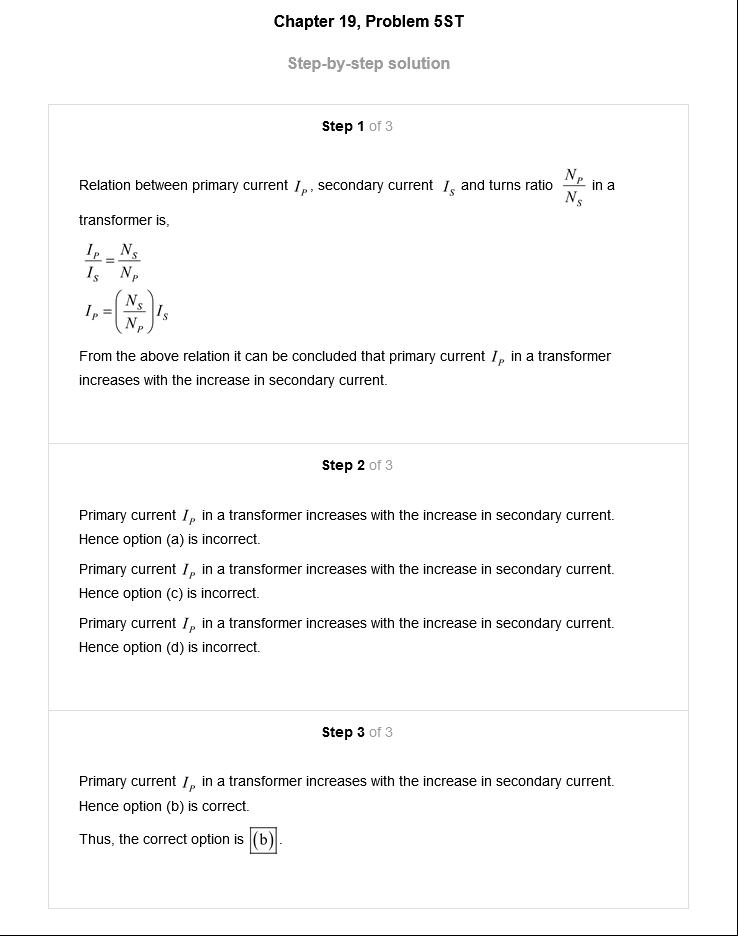 Chapter 19, Problem 5ST
Step-by-step solution
Step 1 of 3
Relation between primary current I_P, secondary current I_S and turns ratio N_P/N_S in a
transformer is,
I_P/I_S = N_S/N_P
I_P = (N_S/N_P) I_S
From the above relation it can be concluded that primary current I_P in a transformer
increases with the increase in secondary current.
Step 2 of 3
Primary current I_P in a transformer increases with the increase in secondary current.
Hence option (a) is incorrect.
Primary current I_P in a transformer increases with the increase in secondary current.
Hence option (c) is incorrect.
Primary current I_P in a transformer increases with the increase in secondary current.
Hence option (d) is incorrect.
Step 3 of 3
Primary current I_P in a transformer increases with the increase in secondary current.
Hence option (b) is correct.
Thus, the correct option is (b).